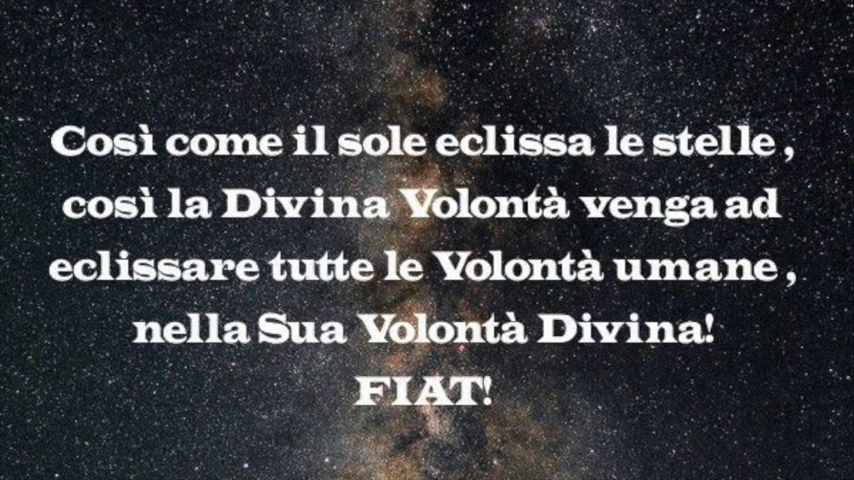 Così come il sole eclissa le stelle ,
così la Divina Volontà venga ad
eclissare tutte le Volontà umane ,
nella Sua Volontà Divina!
FIAT!